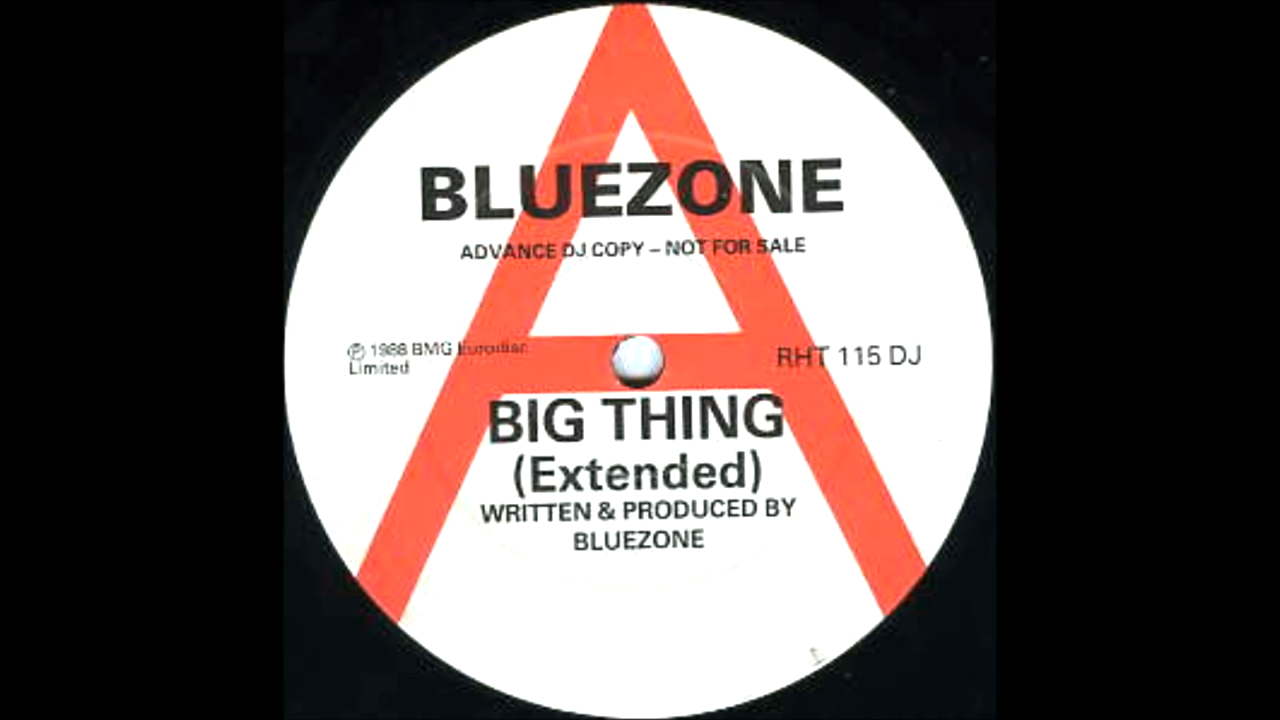 BLUEZONE
ADVANCE DJ COPY – NOT FOR SALE
Ⓟ 1988 BMG Eurodisc
Limited
RHT 115 DJ
BIG THING
(Extended)
WRITTEN & PRODUCED BY
BLUEZONE